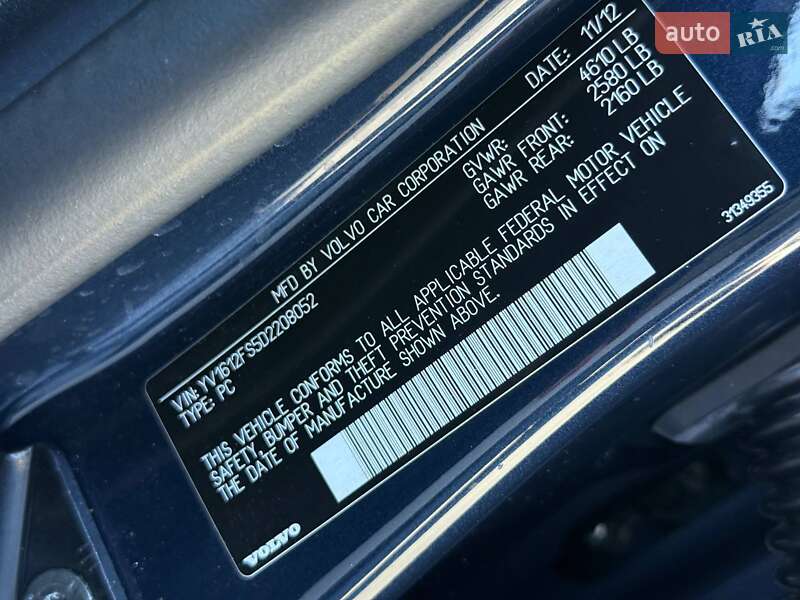 MFD BY VOLVO CAR CORPORATION DATE: 11/12
GVWR: 4610 LB
GAWR FRONT: 2580 LB
GAWR REAR: 2160 LB
VIN: YV1612FS5D2208052
TYPE: PC
THIS VEHICLE CONFORMS TO ALL APPLICABLE FEDERAL MOTOR VEHICLE
SAFETY, BUMPER AND THEFT PREVENTION STANDARDS IN EFFECT ON
THE DATE OF MANUFACTURE SHOWN ABOVE.
31349355
VOLVO
auto RIA